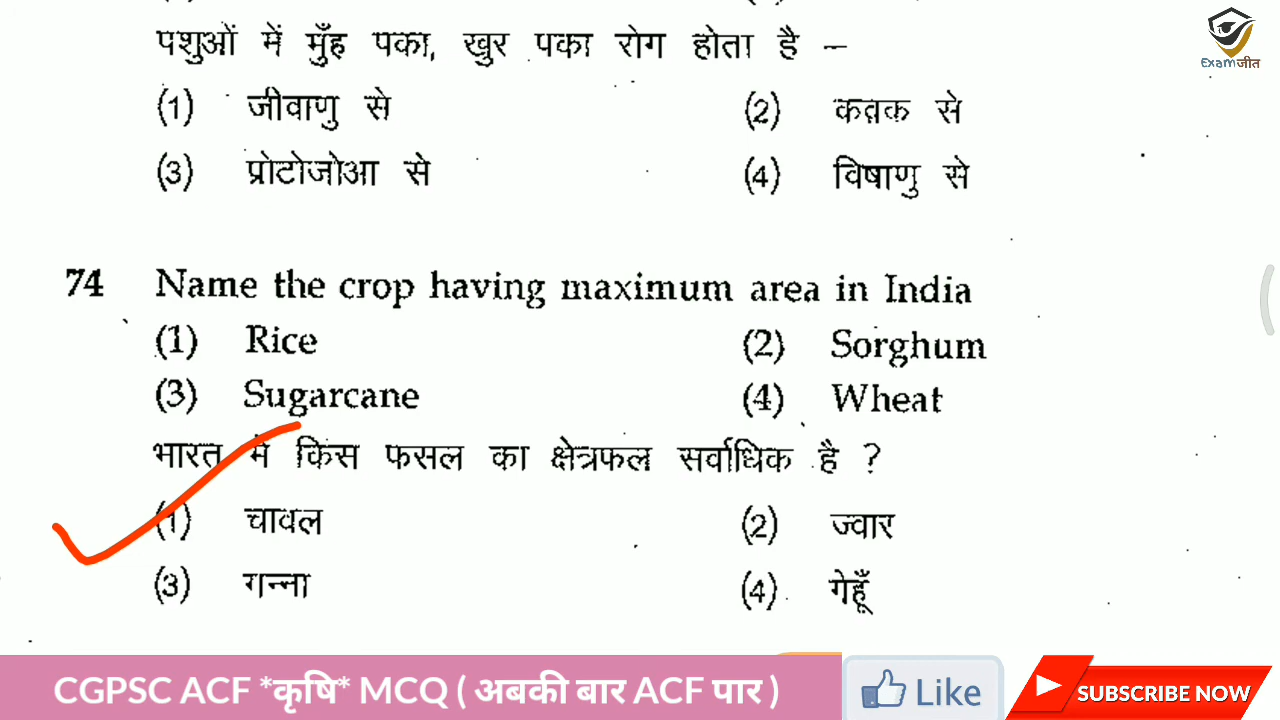 Examजीत
पशुओं में मुँह पका, खुर पका रोग होता है –
(1) जीवाणु से (2) कवक से
(3) प्रोटोजोआ से (4) विषाणु से
74 Name the crop having maximum area in India
(1) Rice (2) Sorghum
(3) Sugarcane (4) Wheat
भारत में किस फसल का क्षेत्रफल सर्वाधिक है ?
(1) चावल (2) ज्वार
(3) गन्ना (4) गेहूँ
CGPSC ACF *कृषि* MCQ ( अबकी बार ACF पार ) Like SUBSCRIBE NOW